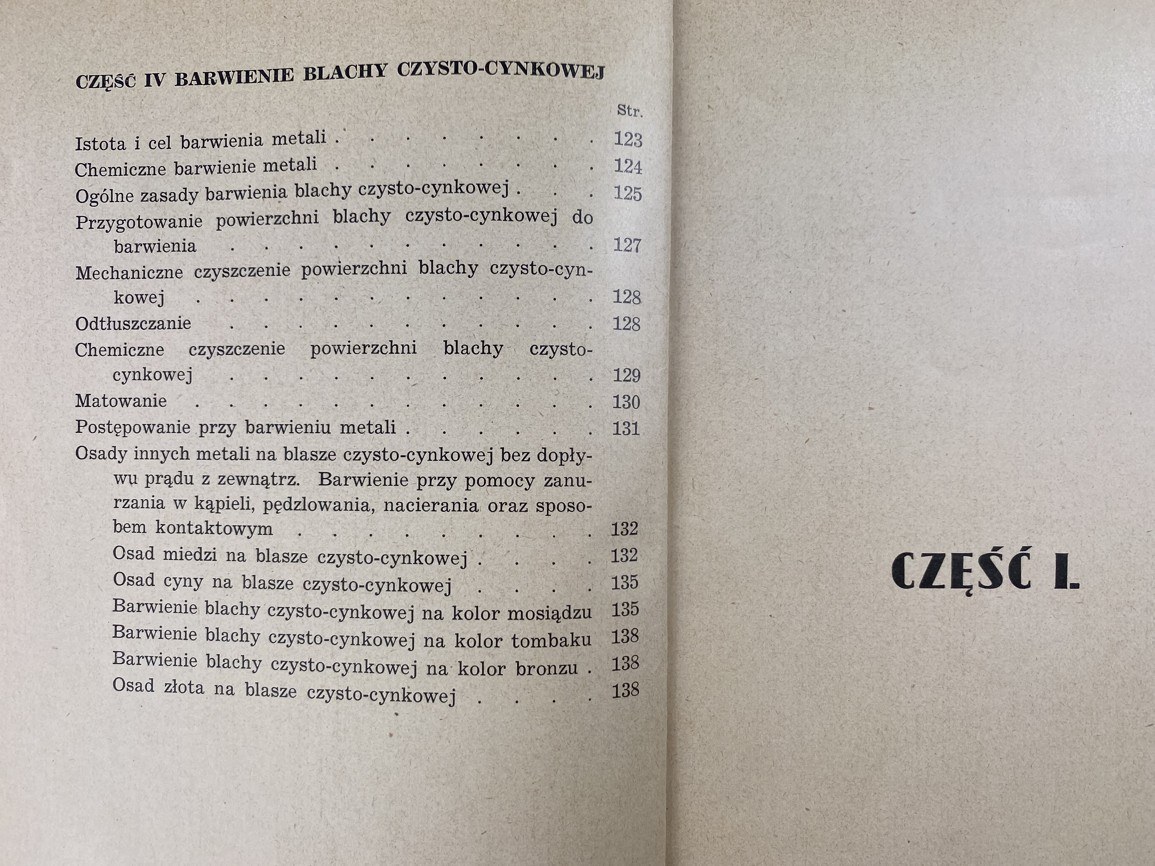 CZĘŚĆ IV BARWIENIE BLACHY CZYSTO-CYNKOWEJ
Str.
Istota i cel barwienia metali . . . . . . . . 123
Chemiczne barwienie metali . . . . . . . . 124
Ogólne zasady barwienia blachy czysto-cynkowej . . . 125
Przygotowanie powierzchni blachy czysto-cynkowej do
barwienia . . . . . . . . . . . 127
Mechaniczne czyszczenie powierzchni blachy czysto-cyn-
kowej . . . . . . . . . . . . 128
Odtłuszczanie . . . . . . . . . . . 128
Chemiczne czyszczenie powierzchni blachy czysto-
cynkowej . . . . . . . . . . . 129
Matowanie . . . . . . . . . . . . 130
Postępowanie przy barwieniu metali . . . . . . 131
Osady innych metali na blasze czysto-cynkowej bez dopły-
wu prądu z zewnątrz. Barwienie przy pomocy zanu-
rzania w kąpieli, pędzlowania, nacierania oraz sposo-
bem kontaktowym . . . . . . . . . 132
Osad miedzi na blasze czysto-cynkowej . . . . 132
Osad cyny na blasze czysto-cynkowej . . . . 135
Barwienie blachy czysto-cynkowej na kolor mosiądzu 135
Barwienie blachy czysto-cynkowej na kolor tombaku 138
Barwienie blachy czysto-cynkowej na kolor bronzu . 138
Osad złota na blasze czysto-cynkowej . . . . 138
CZĘŚĆ I.